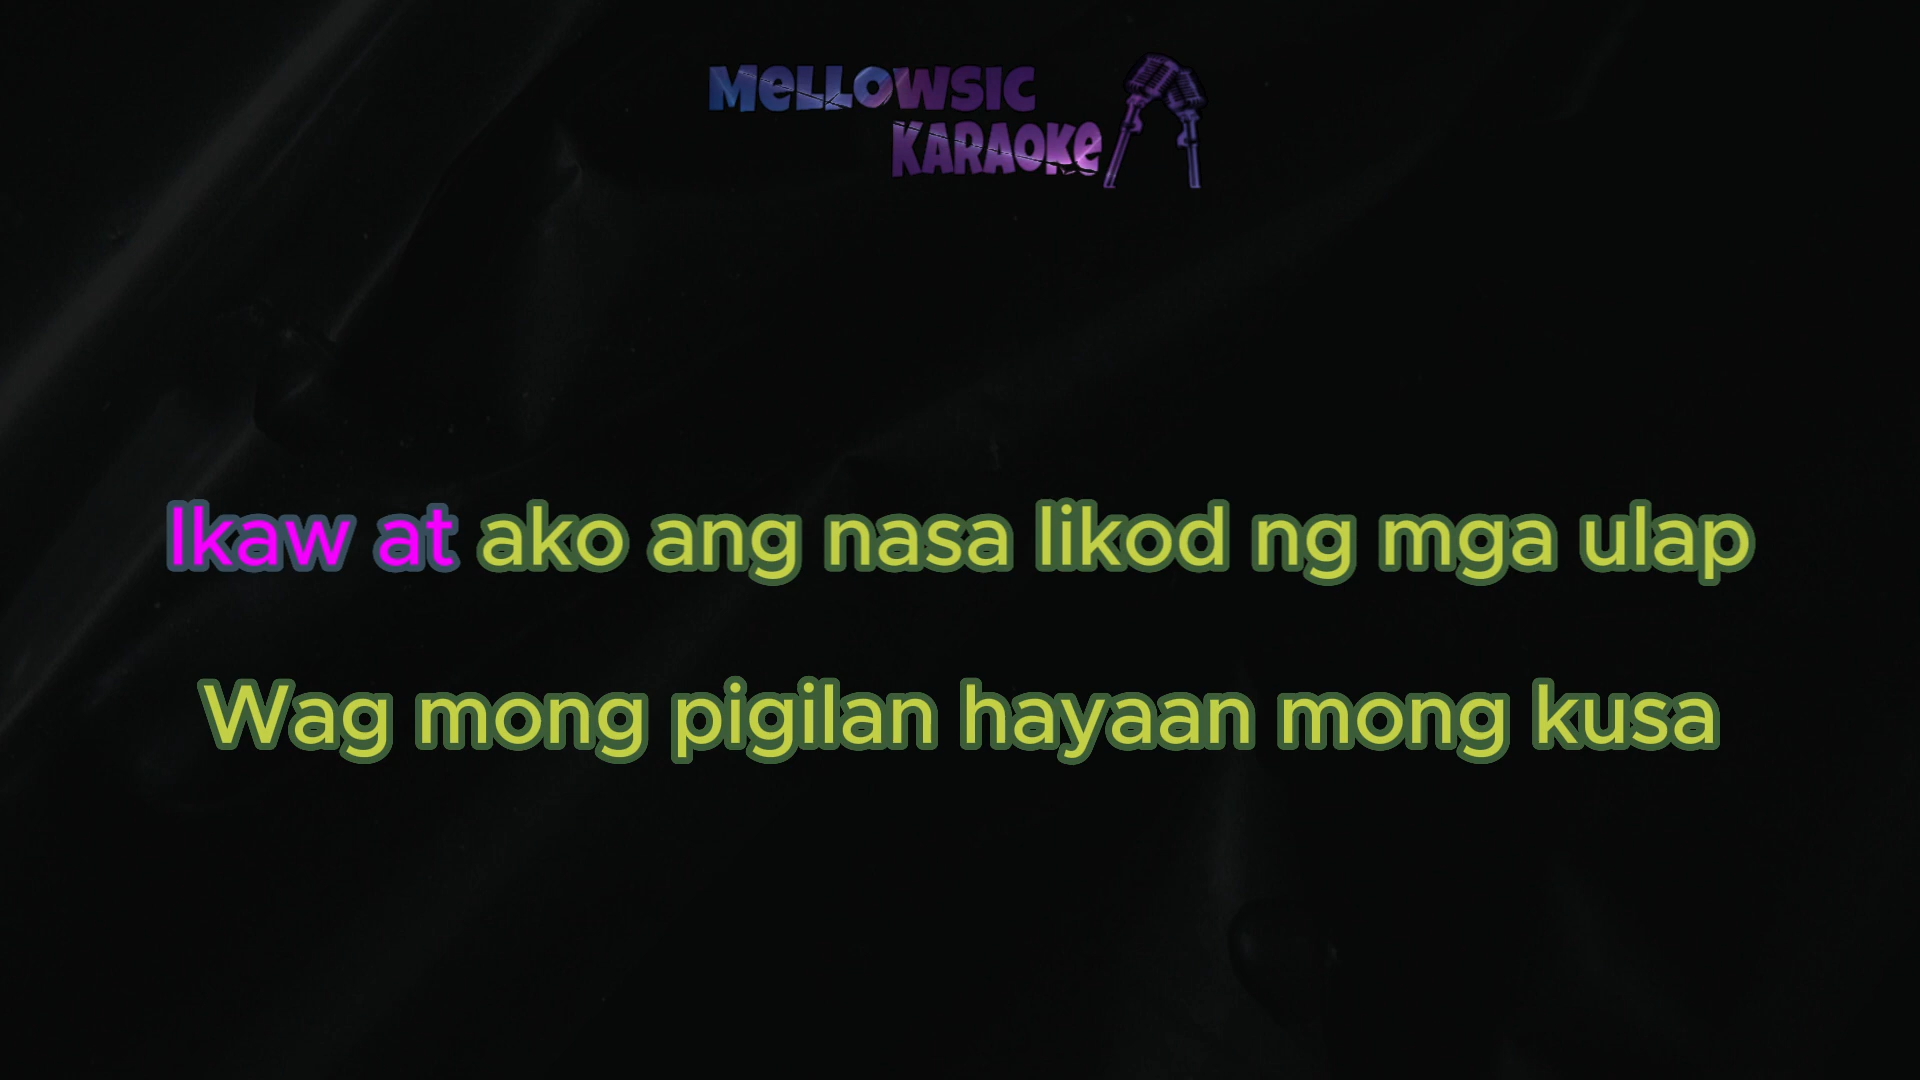 MELLOWSIC
KARAOKE
Ikaw at ako ang nasa likod ng mga ulap
Wag mong pigilan hayaan mong kusa